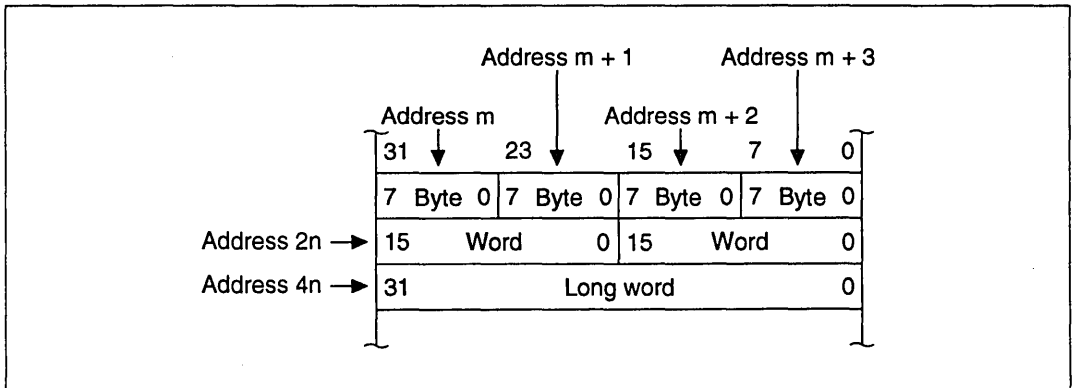 Address m + 1 Address m + 3
Address m Address m + 2
31 23 15 7 0
7 Byte 0 7 Byte 0 7 Byte 0 7 Byte 0
Address 2n 15 Word 0 15 Word 0
Address 4n 31 Long word 0